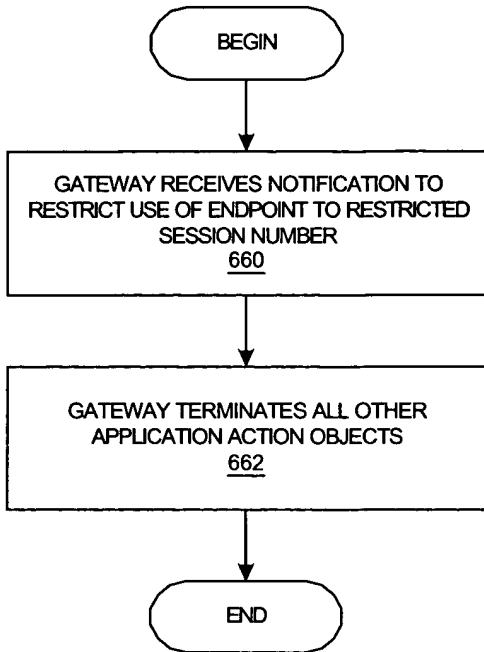 BEGIN
GATEWAY RECEIVES NOTIFICATION TO
RESTRICT USE OF ENDPOINT TO RESTRICTED
SESSION NUMBER
660
GATEWAY TERMINATES ALL OTHER
APPLICATION ACTION OBJECTS
662
END